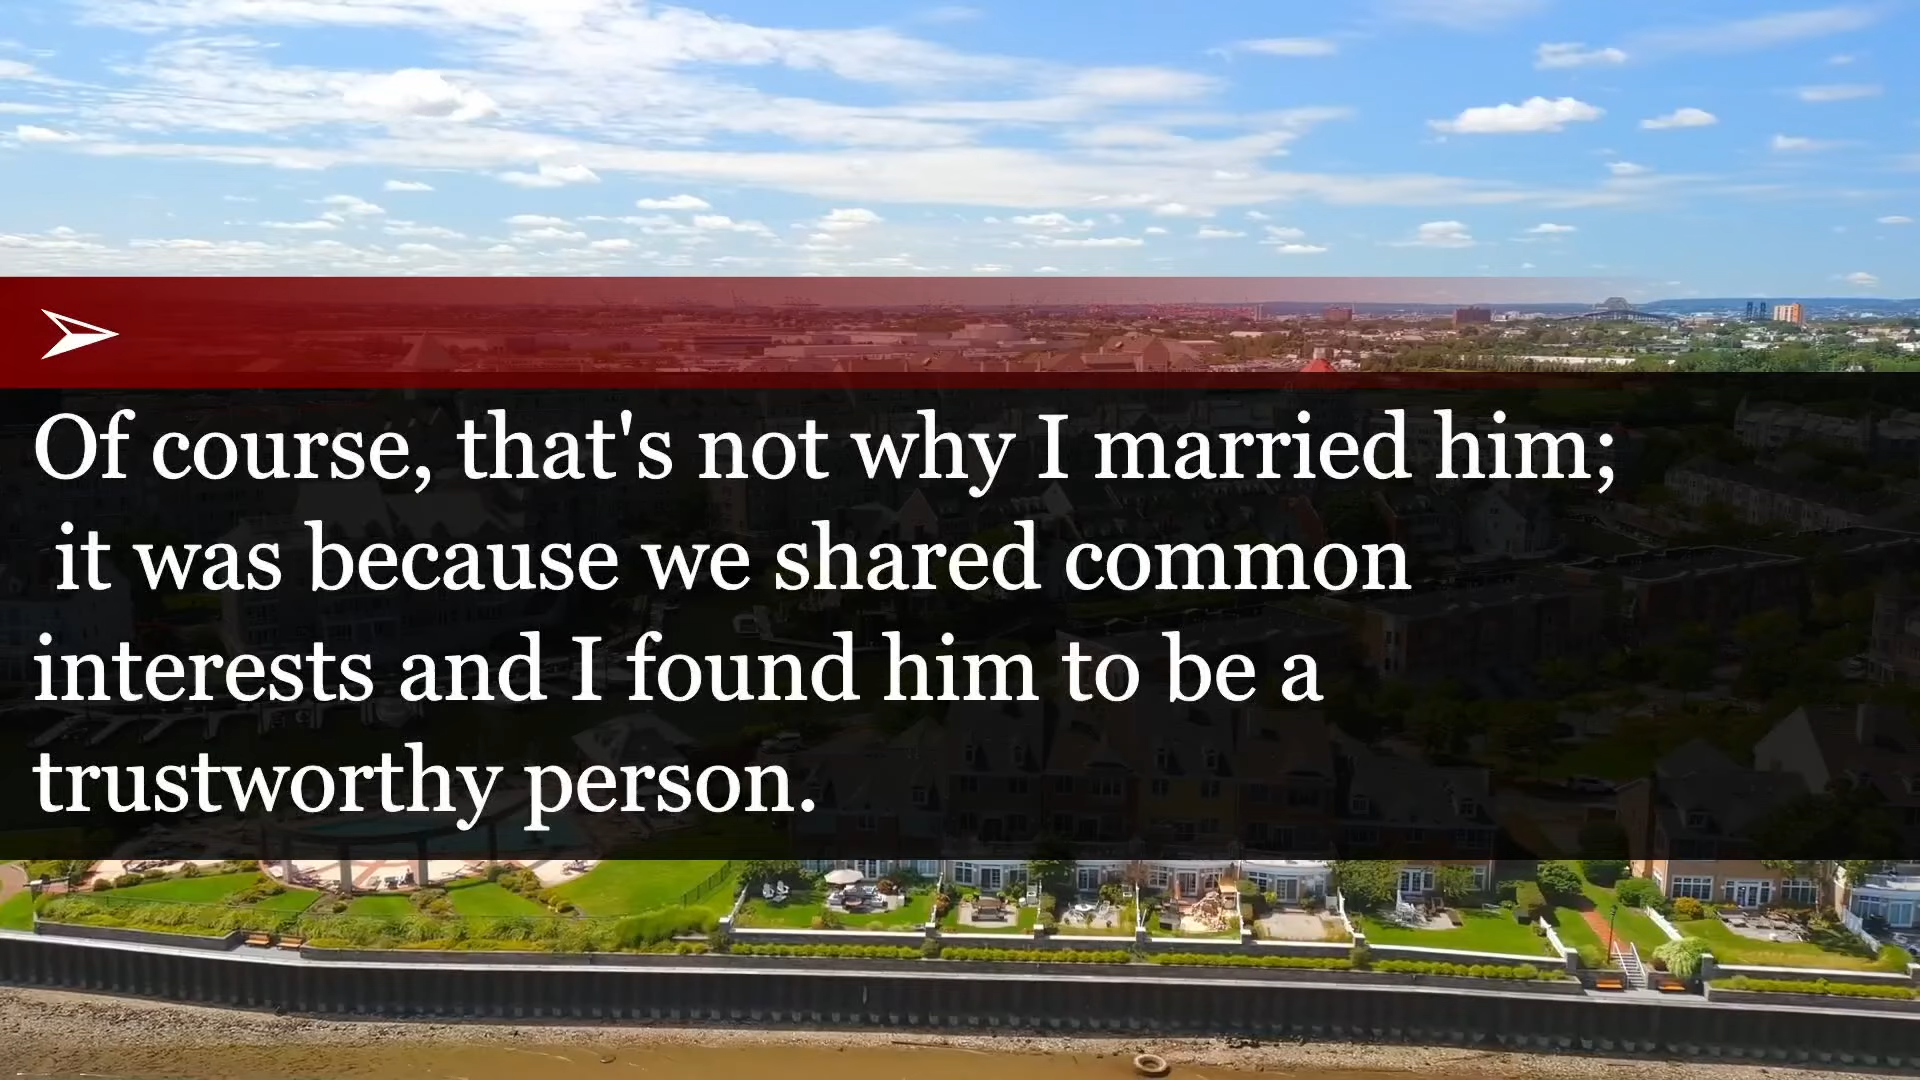 Of course, that's not why I married him;
it was because we shared common
interests and I found him to be a
trustworthy person.